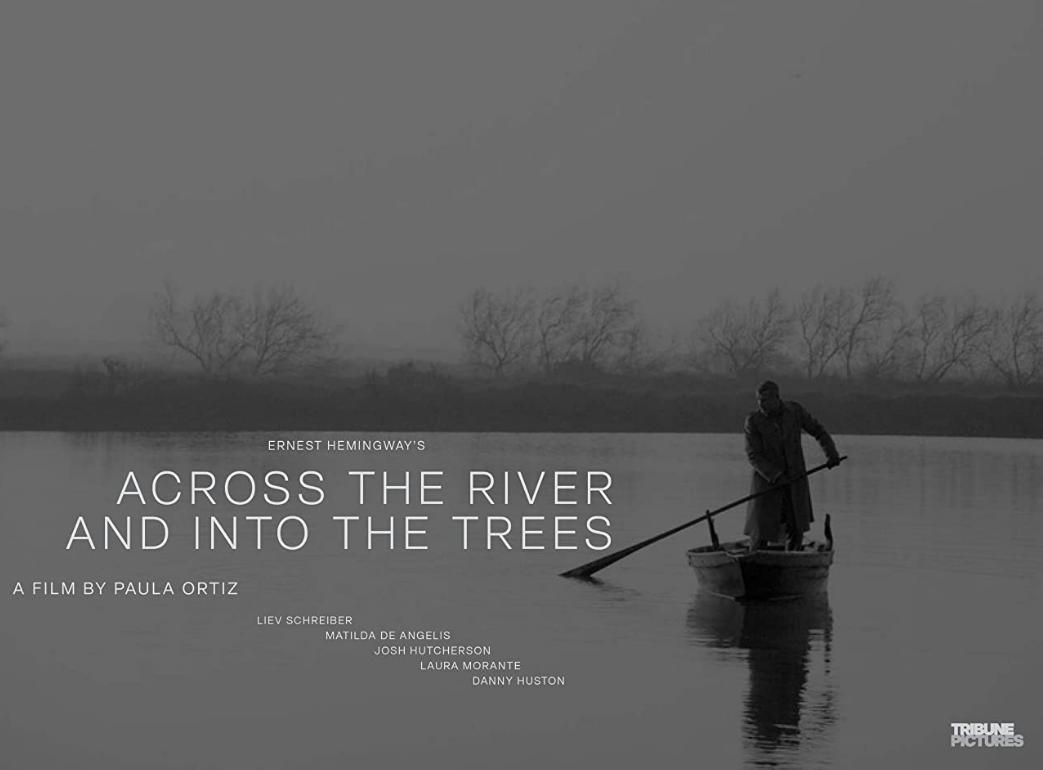 ERNEST HEMINGWAY'S
ACROSS THE RIVER
AND INTO THE TREES
A FILM BY PAULA ORTIZ
LIEV SCHREIBER
MATILDA DE ANGELIS
JOSH HUTCHERSON
LAURA MORANTE
DANNY HUSTON
TRIBUNE
PICTURES